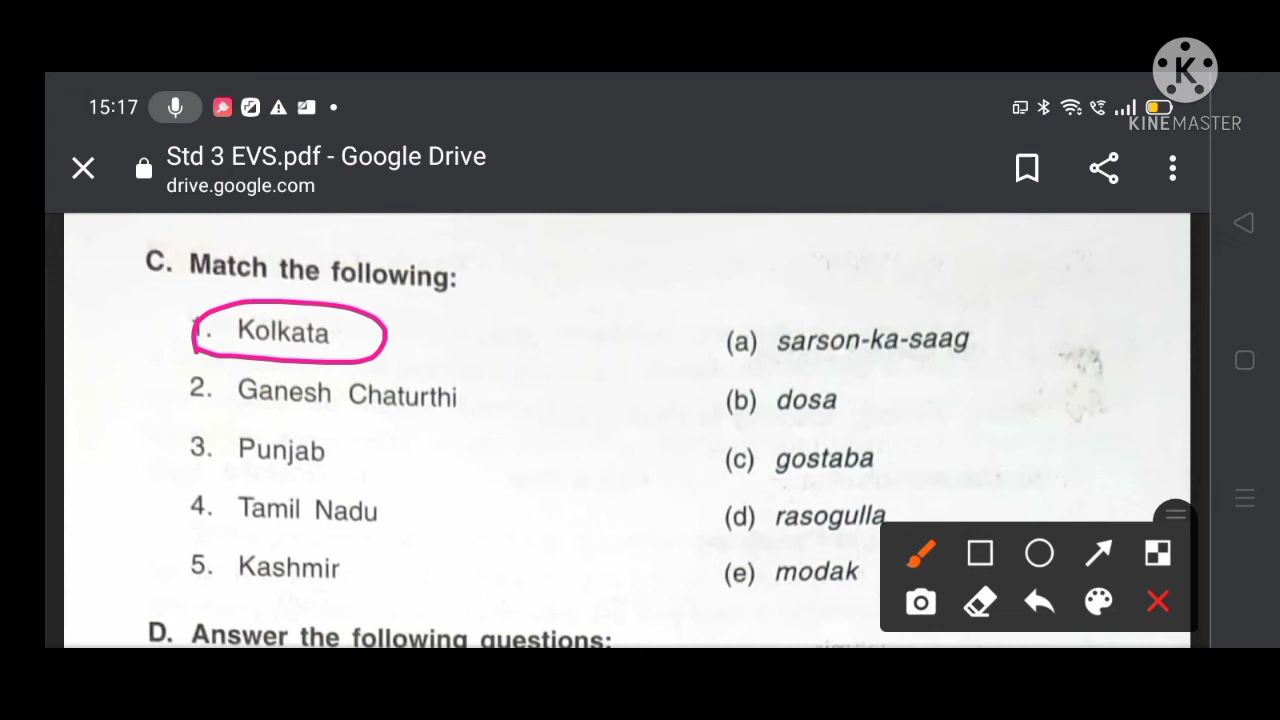 K
KINEMASTER
15:17
Std 3 EVS.pdf - Google Drive
drive.google.com
C. Match the following:
1. Kolkata
(a) sarson-ka-saag
2. Ganesh Chaturthi
(b) dosa
3. Punjab
(c) gostaba
4. Tamil Nadu
(d) rasogulla
5. Kashmir
(e) modak
D. Answer the following questions: